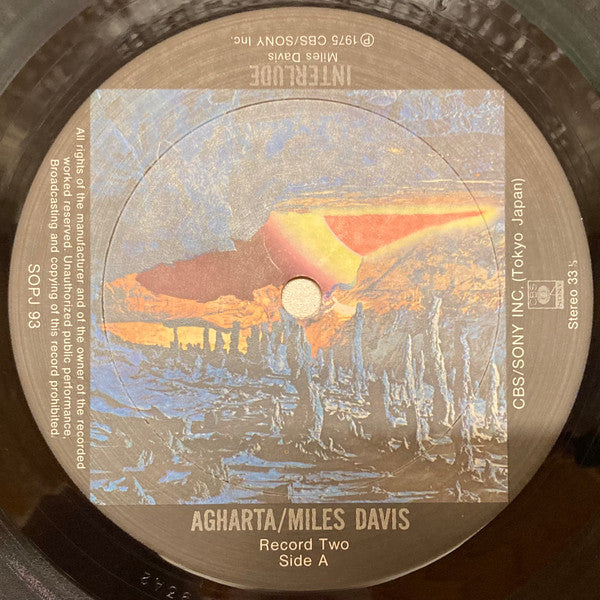 ℗ 1975 CBS/SONY Inc.
Miles Davis
INTERLUDE
All rights of the manufacturer and of the owner of the recorded
worked reserved. Unauthorized public performance,
Broadcasting and copying of this record prohibited.
SOPJ 93
CBS/SONY INC. (Tokyo Japan)
CBS
SONY
Stereo 33⅓
AGHARTA/MILES DAVIS
Record Two
Side A